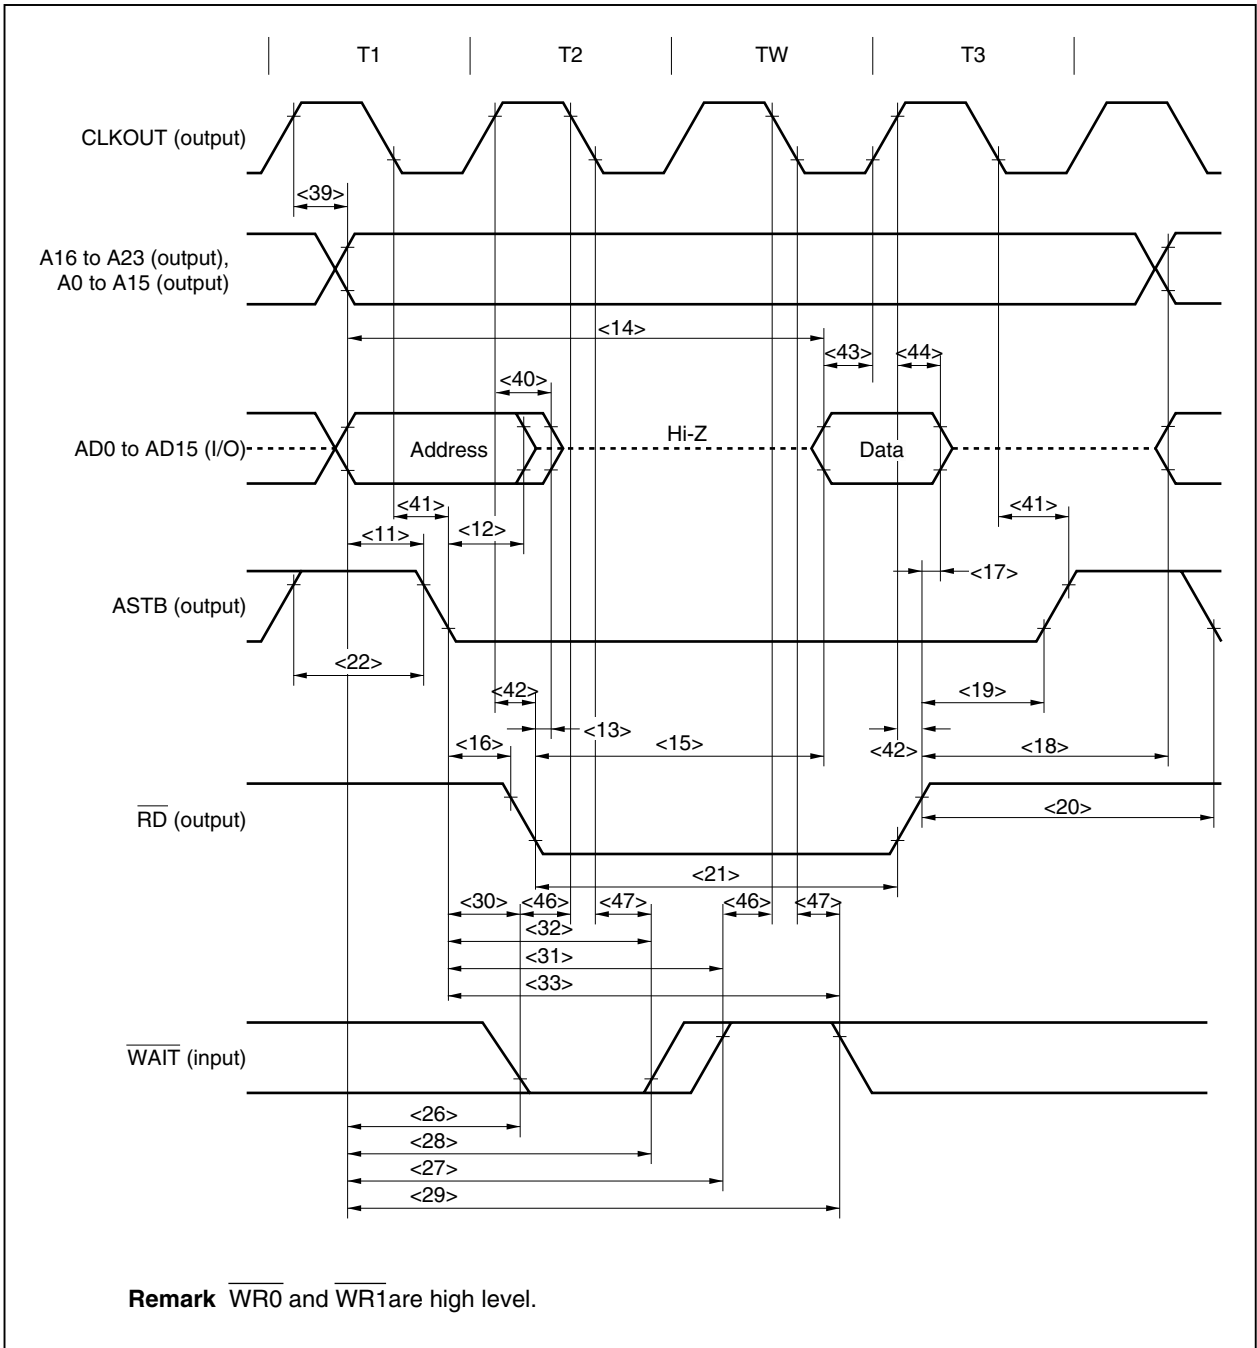 T1 T2 TW T3
CLKOUT (output)
<39>
A16 to A23 (output),
A0 to A15 (output)
<14>
<43> <44>
<40>
AD0 to AD15 (I/O) Address Hi-Z Data
<41> <41>
<11> <12>
<17>
ASTB (output)
<22>
<42> <19>
<13>
<16> <15> <42> <18>
<20>
RD (output)
<21>
<30> <46> <47> <46> <47>
<32>
<31>
<33>
WAIT (input)
<26>
<28>
<27>
<29>
Remark WR0 and WR1are high level.